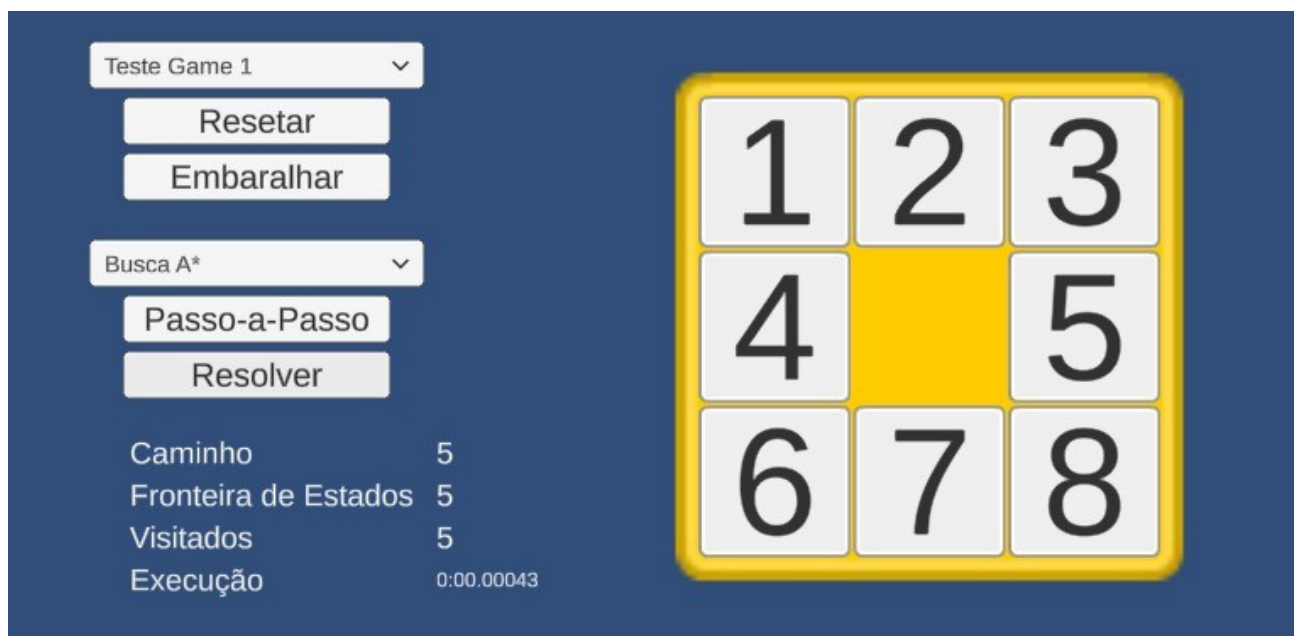 Teste Game 1
Resetar
Embaralhar
Busca A*
Passo-a-Passo
Resolver
Caminho 5
Fronteira de Estados 5
Visitados 5
Execução 0:00.00043
1 2 3
4 5
6 7 8